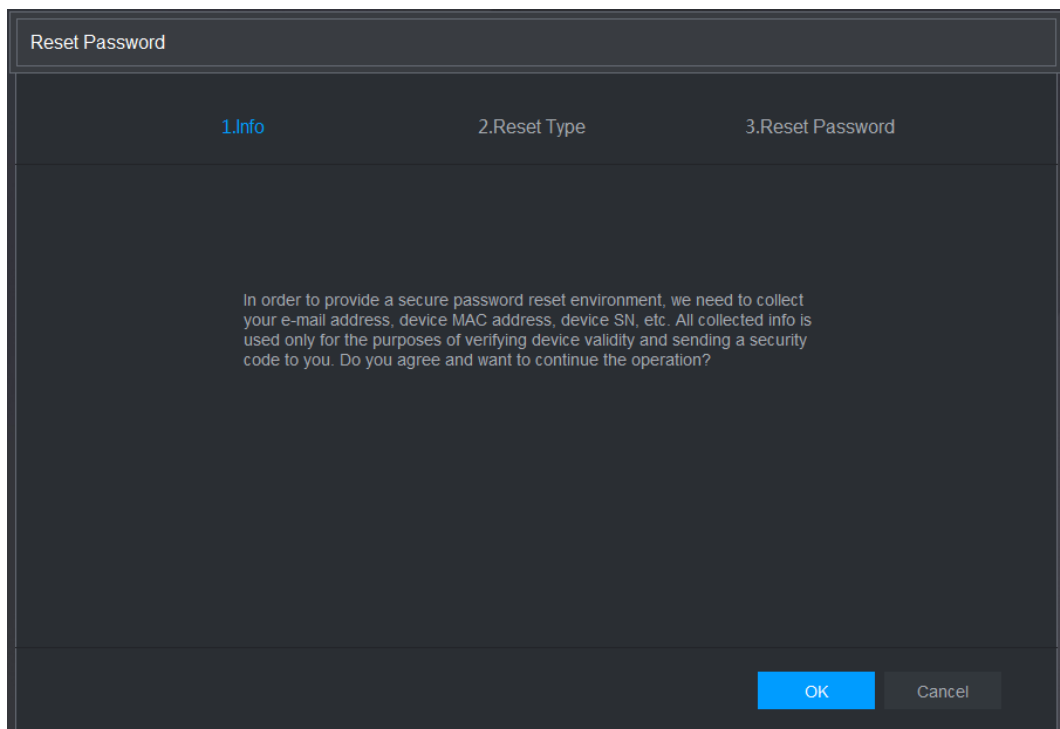 Reset Password
1.Info
2.Reset Type
3.Reset Password
In order to provide a secure password reset environment, we need to collect
your e-mail address, device MAC address, device SN, etc. All collected info is
used only for the purposes of verifying device validity and sending a security
code to you. Do you agree and want to continue the operation?
OK
Cancel